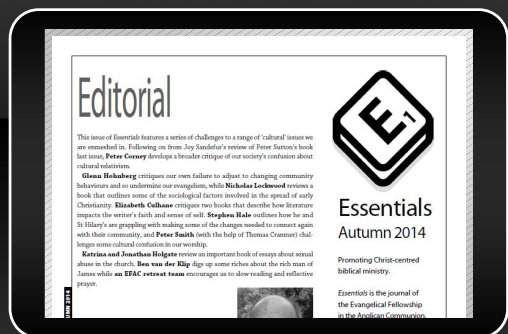 Editorial
This issue of Essentials features a series of challenges to a range of 'cultural' issues we
are enmeshed in. Following on from Joy Sandefur's review of Peter Sutton's book
last issue, Peter Corney develops a broader critique of our society's confusion about
cultural relativism.
Glenn Hohnberg critiques our own failure to adjust to changing community
behaviours and so undermine our evangelism, while Nicholas Lockwood reviews a
book that outlines some of the sociological factors involved in the spread of early
Christianity. Elizabeth Culhane critiques two books that describe how literature
impacts the writer's faith and sense of self. Stephen Hale outlines how he and
St Hilary's are grappling with making some of the changes needed to connect again
with their community, and Peter Smith (with the help of Thomas Cranmer) chal-
lenges some cultural confusion in our worship.
Katrina and Jonathan Holgate review an important book of essays about sexual
abuse in the church. Ben van der Klip digs up some riches about the rich man of
James while an EFAC retreat team encourages us to slow reading and reflective
prayer.
UMN 2014
E
Essentials
Autumn 2014
Promoting Christ-centred
biblical ministry.
Essentials is the journal of
the Evangelical Fellowship
in the Anglican Communion,